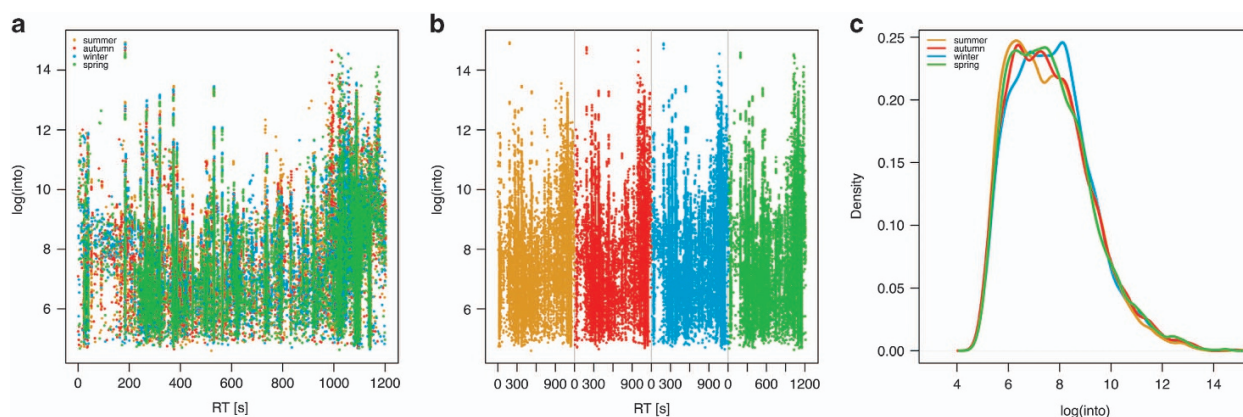 a
summer
autumn
winter
spring
14
12
10
8
6
log(into)
0 200 400 600 800 1000 1200
RT [s]
b
14
12
10
8
6
log(into)
0 300 900 0 300 900 0 300 900 0 600 1200
RT [s]
c
summer
autumn
winter
spring
0.25
0.20
0.15
0.10
0.05
0.00
Density
4 6 8 10 12 14
log(into)